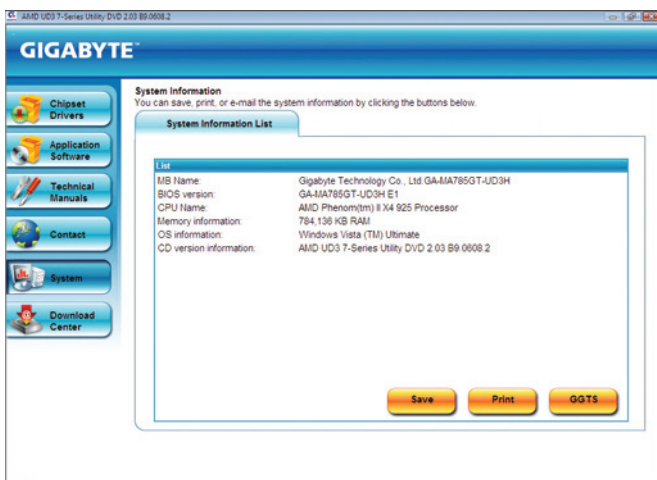 AMD UD3 7-Series Utility DVD 2.03 B9.0608.2
GIGABYTE™
Chipset
Drivers
Application
Software
Technical
Manuals
Contact
System
Download
Center
System Information
You can save, print, or e-mail the system information by clicking the buttons below.
System Information List
List
MB Name: Gigabyte Technology Co., Ltd.GA-MA785GT-UD3H
BIOS version: GA-MA785GT-UD3H E1
CPU Name: AMD Phenom(tm) II X4 925 Processor
Memory information: 784,136 KB RAM
OS information: Windows Vista (TM) Ultimate
CD version information: AMD UD3 7-Series Utility DVD 2.03 B9.0608.2
Save Print GGTS